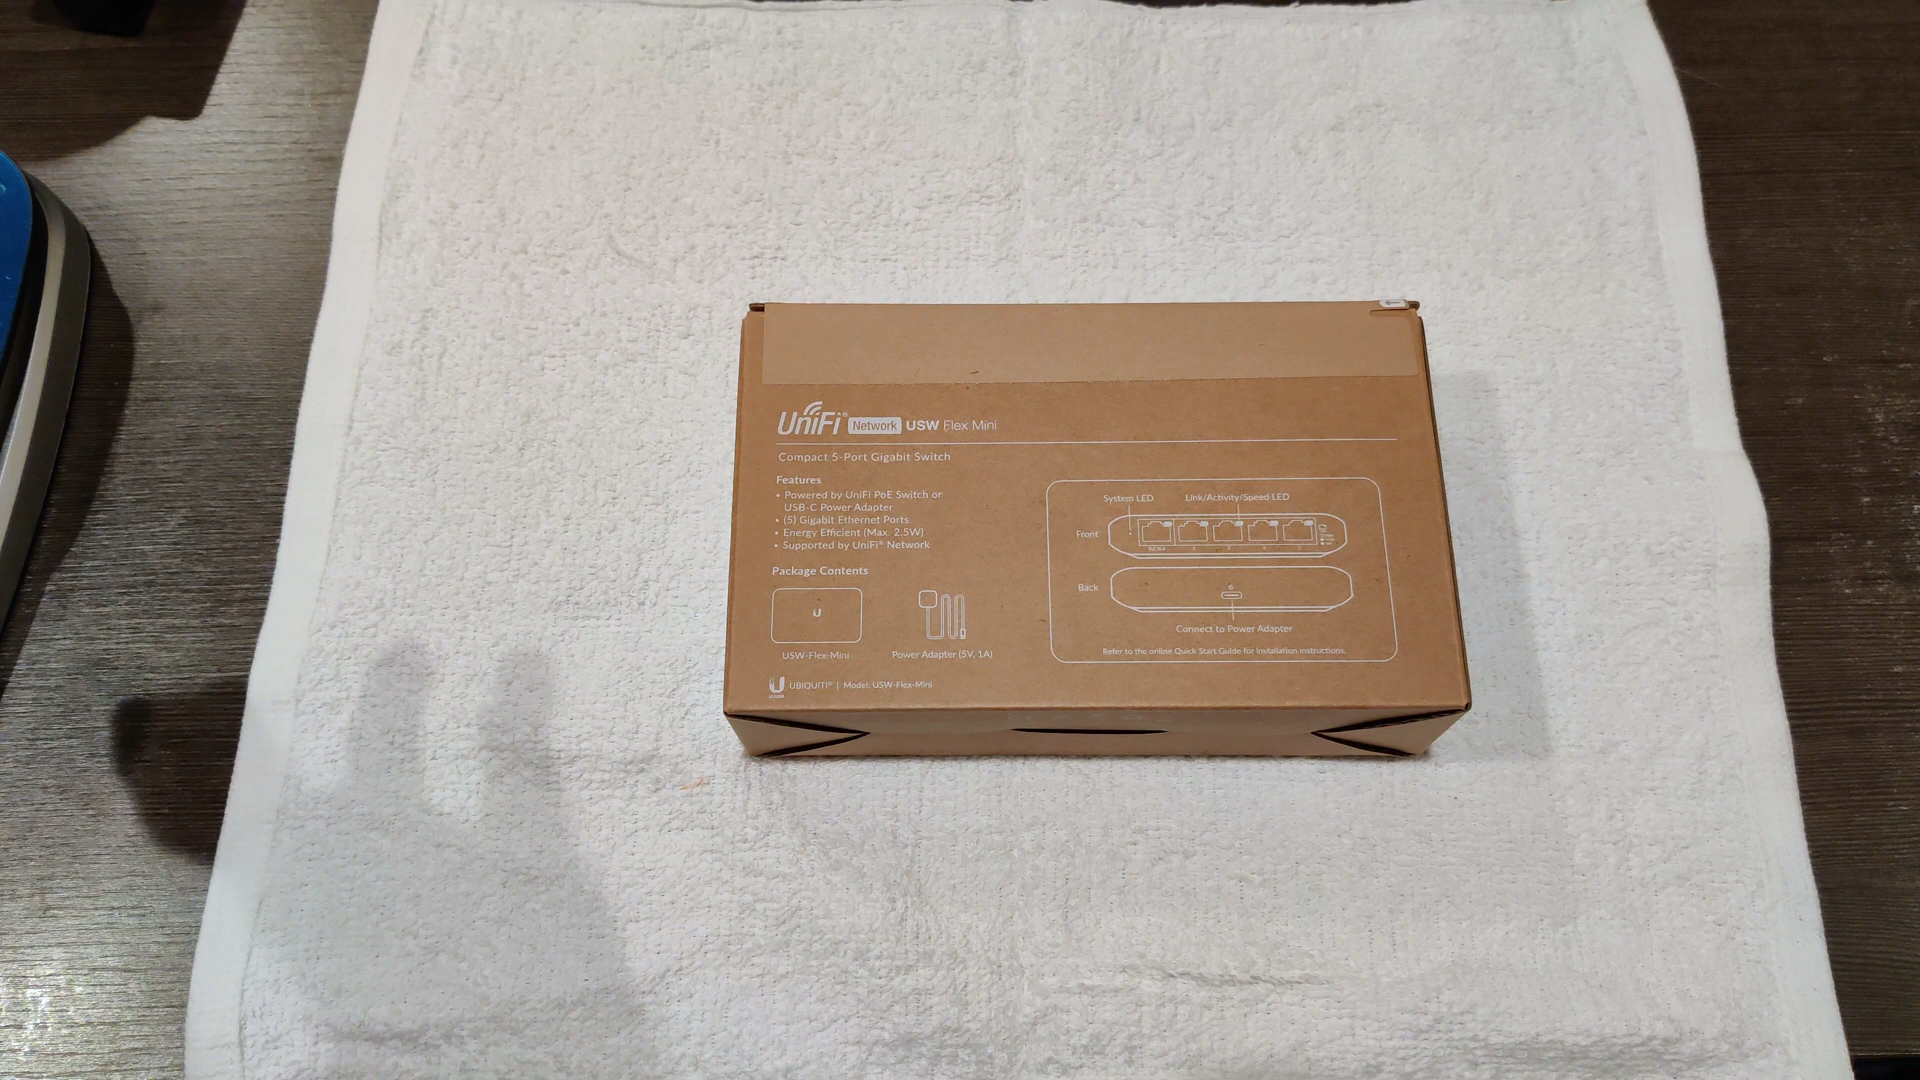 UniFi® Network USW Flex Mini
Compact 5-Port Gigabit Switch
Features
• Powered by UniFi PoE Switch or
USB-C Power Adapter
• (5) Gigabit Ethernet Ports
• Energy Efficient (Max. 2.5W)
• Supported by UniFi® Network
Package Contents
USW-Flex-Mini
Power Adapter (5V, 1A)
UBIQUITI® | Model: USW-Flex-Mini
System LED
Link/Activity/Speed LED
Front
Back
Connect to Power Adapter
Refer to the online Quick Start Guide for installation instructions.